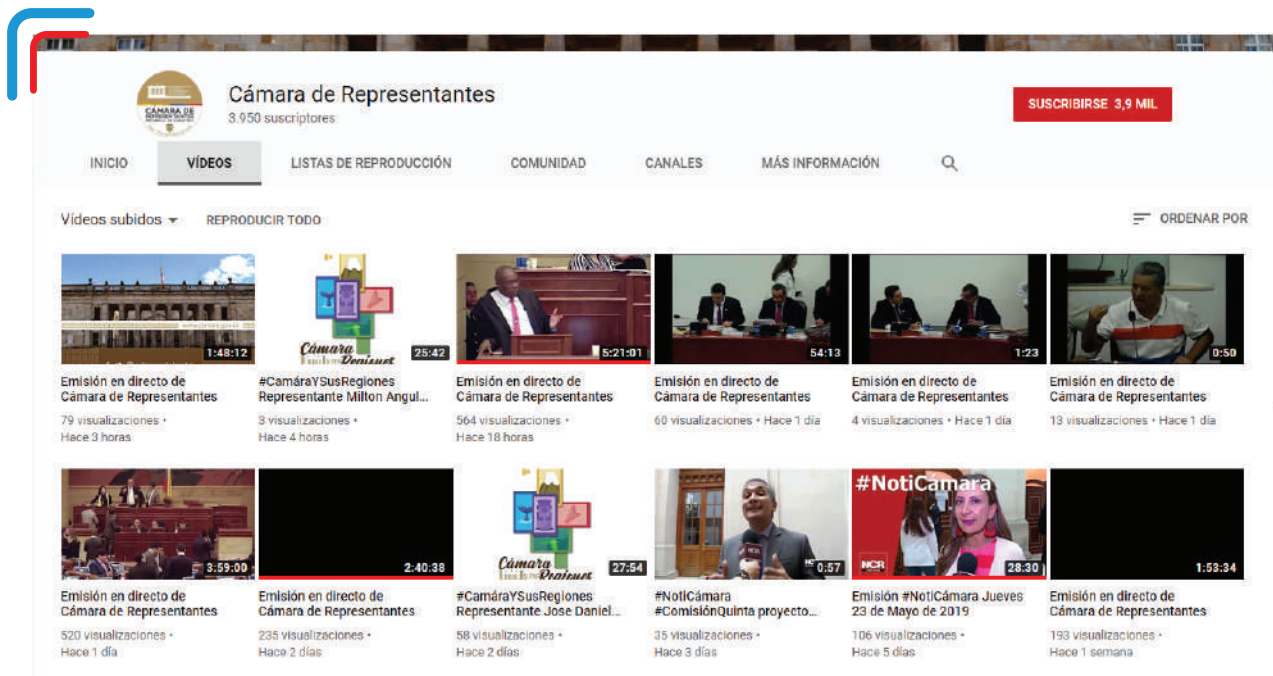 Cámara de Representantes
3.950 suscriptores
SUSCRIBIRSE 3,9 MIL
CÁMARA DE
REPRESENTANTES
INICIO VÍDEOS LISTAS DE REPRODUCCIÓN COMUNIDAD CANALES MÁS INFORMACIÓN
Vídeos subidos REPRODUCIR TODO ORDENAR POR
1:48:12
Cámara
25:42
5:21:01
54:13
1:23
0:50
Emisión en directo de
Cámara de Representantes
79 visualizaciones •
Hace 3 horas
#CamáraYSusRegiones
Representante Milton Angul...
3 visualizaciones •
Hace 4 horas
Emisión en directo de
Cámara de Representantes
564 visualizaciones •
Hace 18 horas
Emisión en directo de
Cámara de Representantes
60 visualizaciones • Hace 1 día
Emisión en directo de
Cámara de Representantes
4 visualizaciones • Hace 1 día
Emisión en directo de
Cámara de Representantes
13 visualizaciones • Hace 1 día
3:59:00
2:40:38
Cámara
27:54
NCR
0:57
#NotiCámara
NCR
28:30
1:53:34
Emisión en directo de
Cámara de Representantes
520 visualizaciones •
Hace 1 día
Emisión en directo de
Cámara de Representantes
235 visualizaciones •
Hace 2 días
#CamáraYSusRegiones
Representante Jose Daniel...
58 visualizaciones •
Hace 2 días
#NotiCámara
#ComisiónQuinta proyecto...
35 visualizaciones •
Hace 3 días
Emisión #NotiCámara Jueves
23 de Mayo de 2019
106 visualizaciones •
Hace 5 días
Emisión en directo de
Cámara de Representantes
193 visualizaciones •
Hace 1 semana